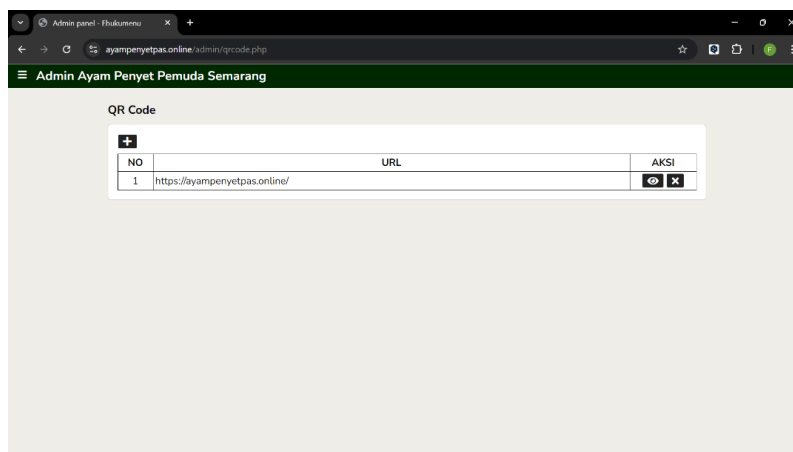 Admin panel - Ebukumenu
ayampenyetpas.online/admin/qrcode.php
F
Admin Ayam Penyet Pemuda Semarang
QR Code
NO URL AKSI
1 https://ayampenyetpas.online/